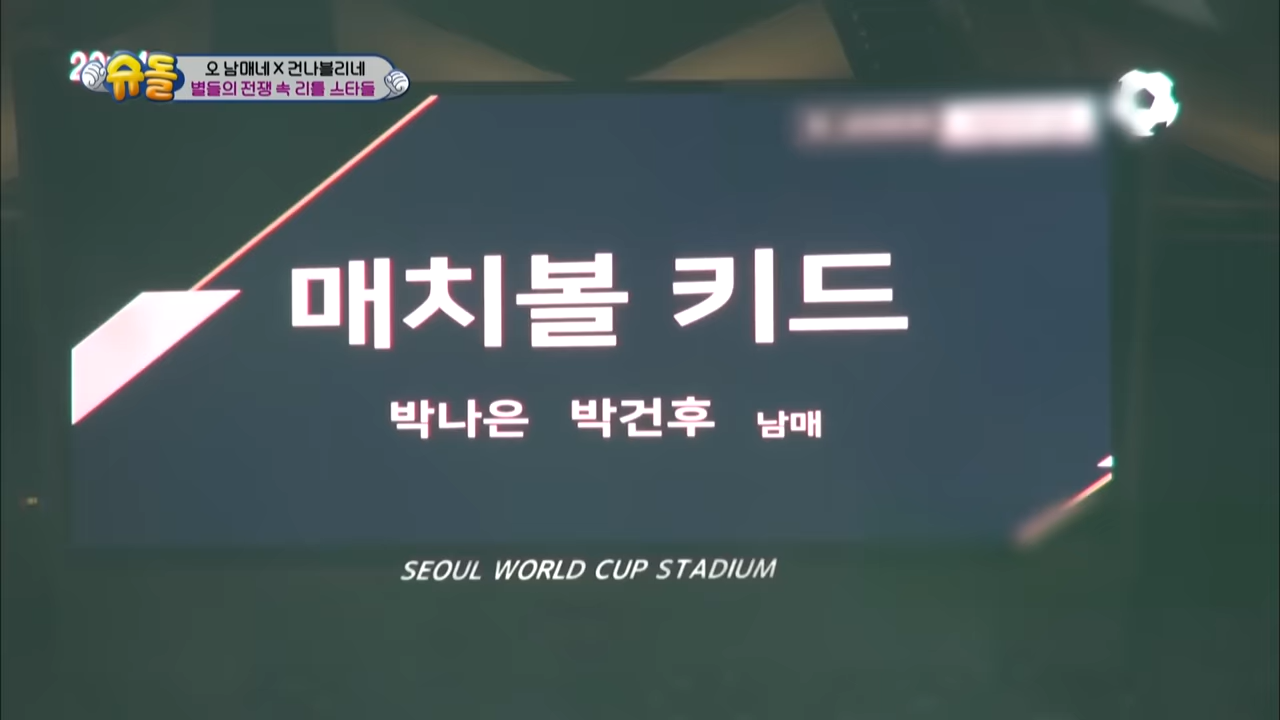 슈돌
오 남매네 X 건나블리네
별들의 전쟁 속 리틀 스타들
매치볼 키드
박나은 박건후 남매
SEOUL WORLD CUP STADIUM